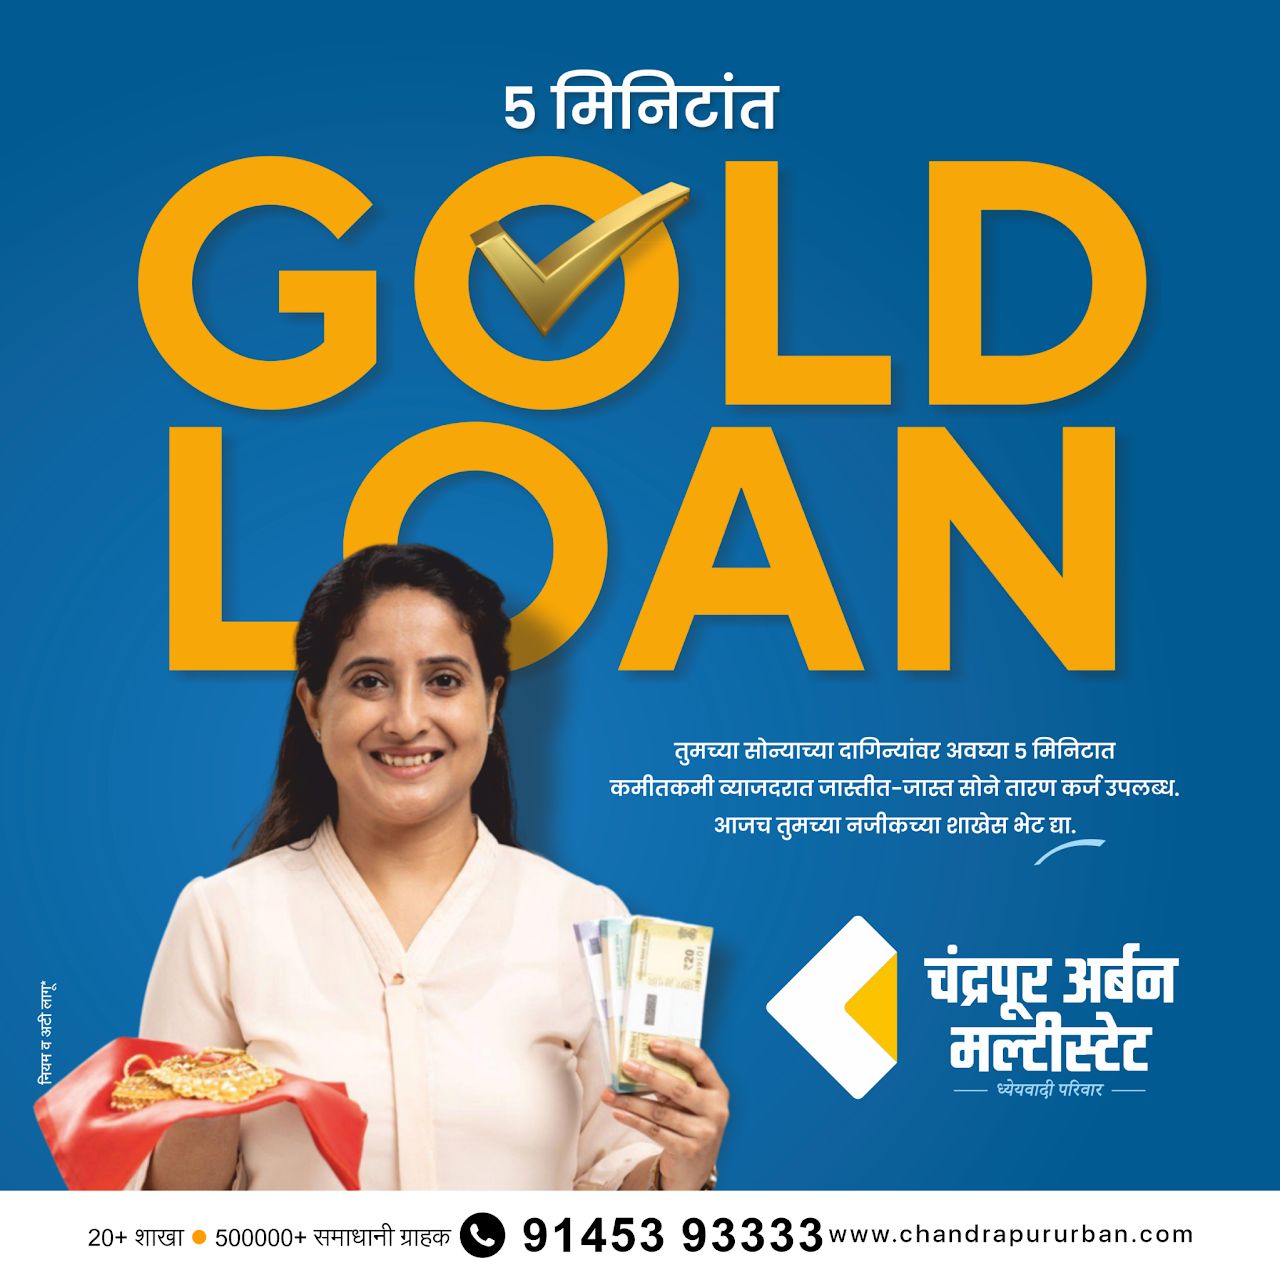 5 मिनिटांत
GOLD
LOAN
तुमच्या सोन्याच्या दागिन्यांवर अवघ्या 5 मिनिटात
कमीतकमी व्याजदरात जास्तीत-जास्त सोने तारण कर्ज उपलब्ध.
आजच तुमच्या नजीकच्या शाखेस भेट द्या.
चंद्रपूर अर्बन
मल्टीस्टेट
ध्येयवादी परिवार
नियम व अटी लागू*
₹20
20+ शाखा ● 500000+ समाधानी ग्राहक 91453 93333 www.chandrapururban.com